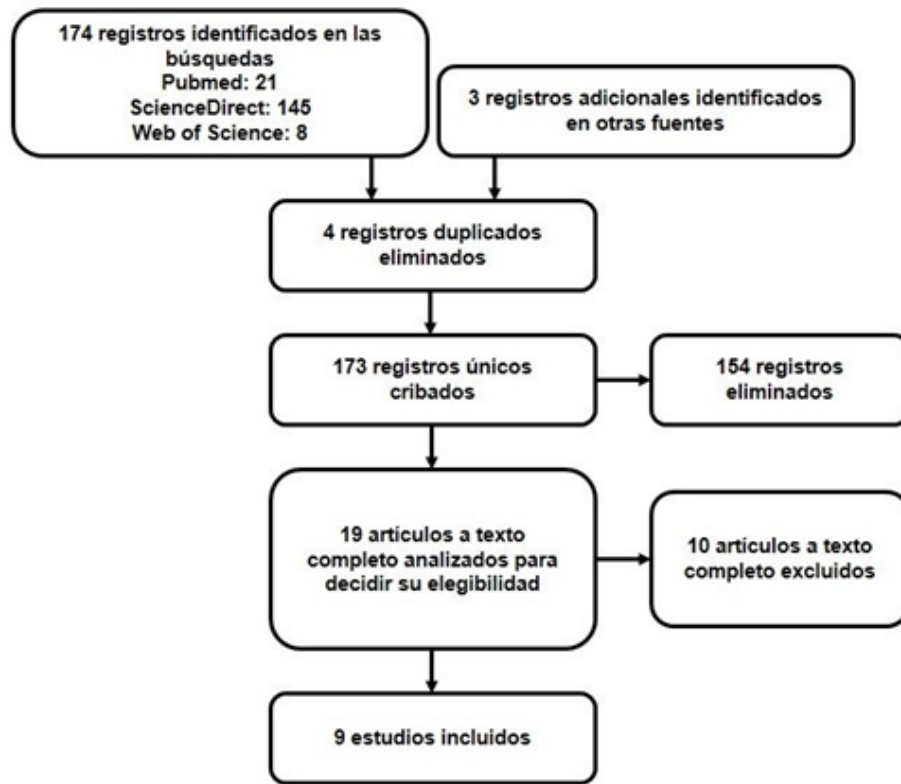 174 registros identificados en las
búsquedas
Pubmed: 21
ScienceDirect: 145
Web of Science: 8
3 registros adicionales identificados
en otras fuentes
4 registros duplicados
eliminados
173 registros únicos
cribados
154 registros
eliminados
19 artículos a texto
completo analizados para
decidir su elegibilidad
10 artículos a texto
completo excluidos
9 estudios incluidos